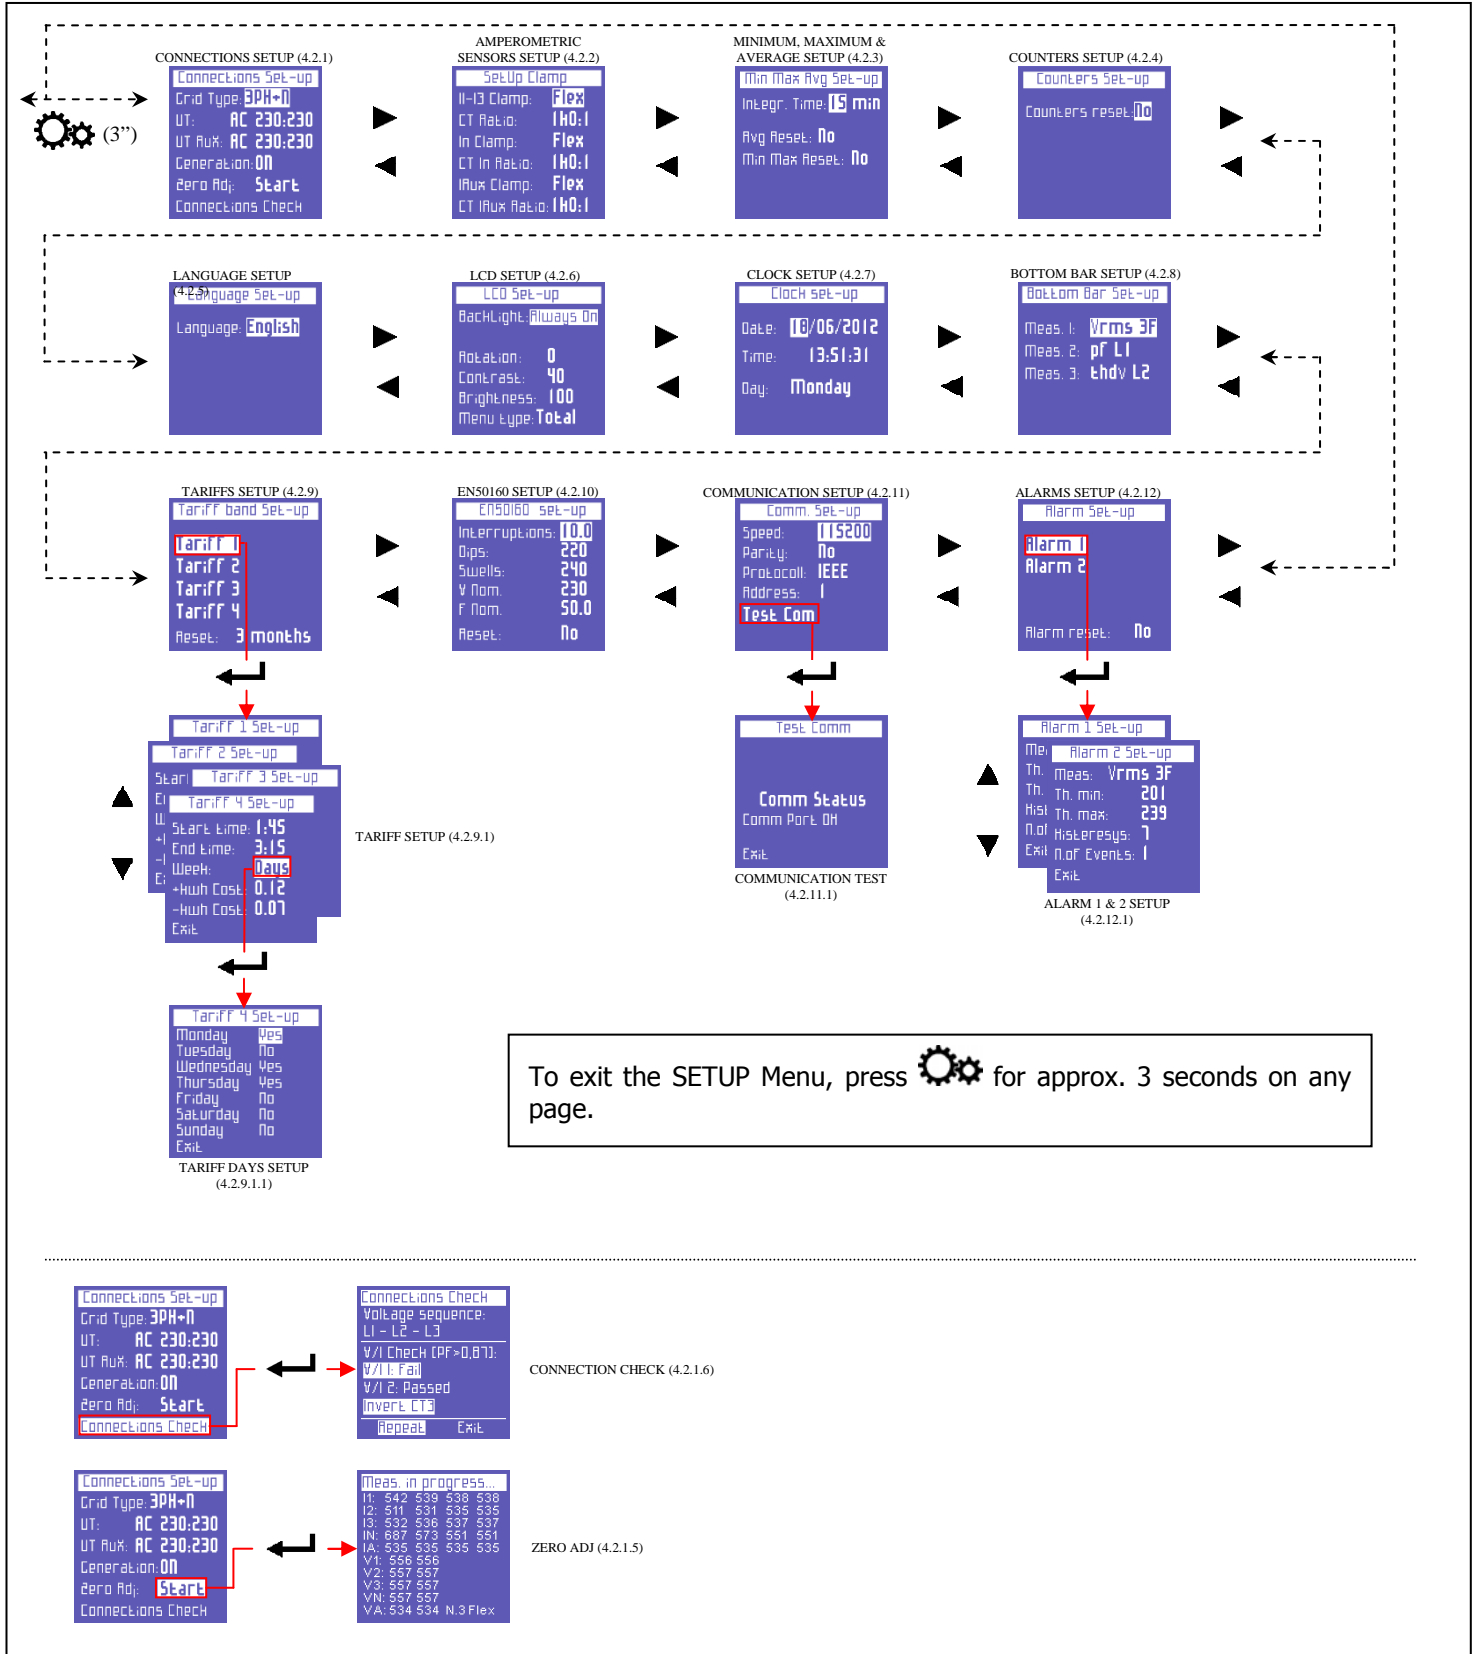 CONNECTIONS SETUP (4.2.1)
AMPEROMETRIC
SENSORS SETUP (4.2.2)
MINIMUM, MAXIMUM &
AVERAGE SETUP (4.2.3)
COUNTERS SETUP (4.2.4)
(3”)
Connections Set-up
Grid Type: 3PH+N
UT: AC 230:230
UT Aux: AC 230:230
Generation: ON
Zero Adj: Start
Connections Check
SetUp Clamp
I1-I3 Clamp: Flex
CT Ratio: 1k0:1
In Clamp: Flex
CT In Ratio: 1k0:1
IAux Clamp: Flex
CT IAux Ratio: 1k0:1
Min Max Avg Set-up
Integr. Time: 15 min
Avg Reset: No
Min Max Reset: No
Counters Set-up
Counters reset: No
LANGUAGE SETUP
(4.2.5)
LCD SETUP (4.2.6)
CLOCK SETUP (4.2.7)
BOTTOM BAR SETUP (4.2.8)
Language Set-up
Language: English
LCD Set-up
BackLight: Always On
Rotation: 0
Contrast: 40
Brightness: 100
Menu type: Total
Clock set-up
Date: 18/06/2012
Time: 13:51:31
Day: Monday
Bottom Bar Set-up
Meas. 1: Vrms 3F
Meas. 2: pf L1
Meas. 3: thdv L2
TARIFFS SETUP (4.2.9)
EN50160 SETUP (4.2.10)
COMMUNICATION SETUP (4.2.11)
ALARMS SETUP (4.2.12)
Tariff band Set-up
Tariff 1
Tariff 2
Tariff 3
Tariff 4
Reset: 3 months
EN50160 set-up
Interruptions: 10.0
Dips: 220
Swells: 240
V Nom. 230
F Nom. 50.0
Reset: No
Comm. Set-up
Speed: 115200
Parity: No
Protocoll: IEEE
Address: 1
Test Com
Alarm Set-up
Alarm 1
Alarm 2
Alarm reset: No
Tariff 1 Set-up
Tariff 2 Set-up
Star
Tariff 3 Set-up
Tariff 4 Set-up
Start time: 1:45
End time: 3:15
Week: Days
+kwh Cost: 0.12
-kwh Cost: 0.07
Exit
TARIFF SETUP (4.2.9.1)
Test Comm
Comm Status
Comm Port OK
Exit
COMMUNICATION TEST
(4.2.11.1)
Alarm 1 Set-up
Th.
Th.
Hist
N.of
Exit
Alarm 2 Set-up
Meas: Vrms 3F
Th. min: 201
Th. max: 239
Histeresys: 7
N.of Events: 1
Exit
ALARM 1 & 2 SETUP
(4.2.12.1)
Tariff 4 Set-up
Monday Yes
Tuesday No
Wednesday Yes
Thursday Yes
Friday No
Saturday No
Sunday No
Exit
TARIFF DAYS SETUP
(4.2.9.1.1)
To exit the SETUP Menu, press for approx. 3 seconds on any
page.
Connections Set-up
Grid Type: 3PH+N
UT: AC 230:230
UT Aux: AC 230:230
Generation: ON
Zero Adj: Start
Connections Check
Connections Check
Voltage sequence:
L1 - L2 - L3
V/I Check [PF>0,87]:
V/I 1: Fail
V/I 2: Passed
Invert CT3
Repeat Exit
CONNECTION CHECK (4.2.1.6)
Connections Set-up
Grid Type: 3PH+N
UT: AC 230:230
UT Aux: AC 230:230
Generation: ON
Zero Adj: Start
Connections Check
Meas. in progress...
I1: 542 539 538 538
I2: 511 531 535 535
I3: 532 536 537 537
IN: 687 573 551 551
IA: 535 535 535 535
V1: 556 556
V2: 557 557
V3: 557 557
VN: 557 557
VA: 534 534 N.3 Flex
ZERO ADJ (4.2.1.5)